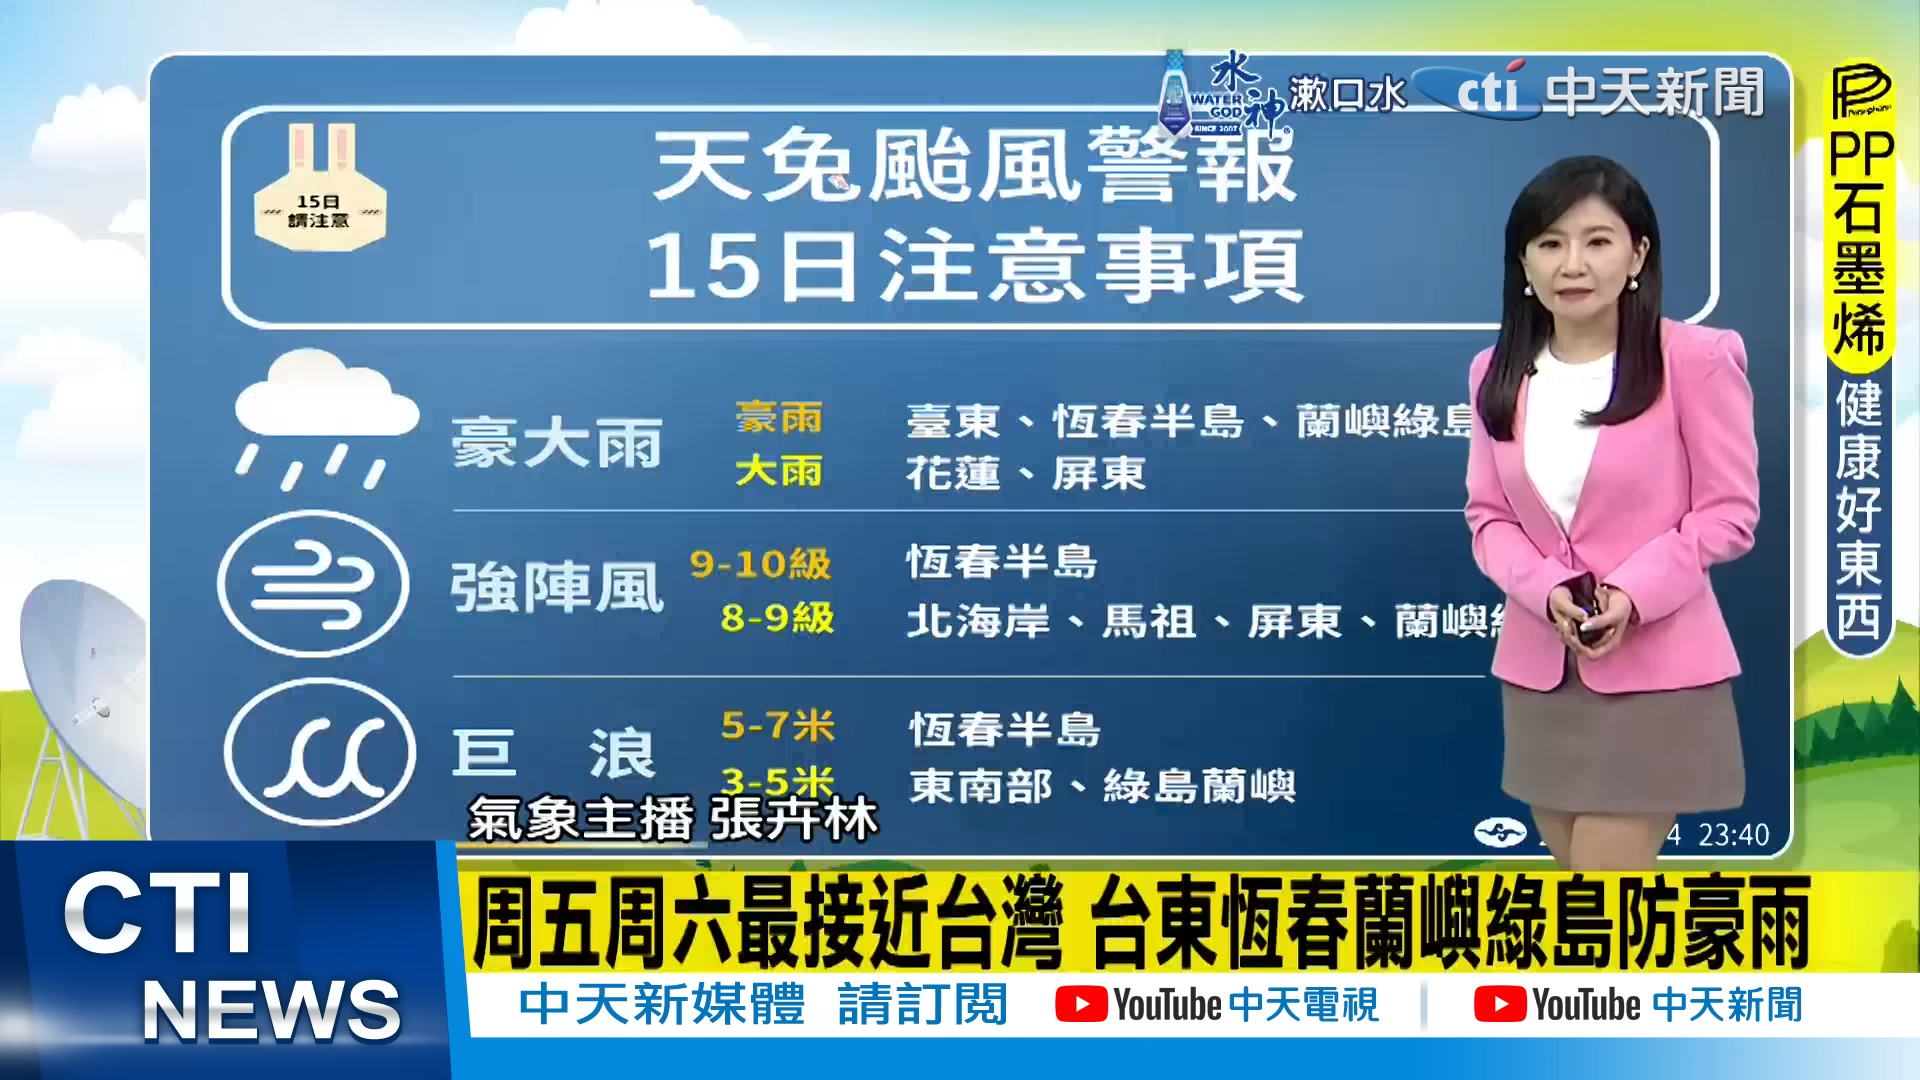 水神
WATER GOD
SINCE 2007
漱口水
cti 中天新聞
15日
請注意
天兔颱風警報
15日注意事項
豪大雨
豪雨 臺東、恆春半島、蘭嶼綠島
大雨 花蓮、屏東
強陣風
9-10級 恆春半島
8-9級 北海岸、馬祖、屏東、蘭嶼
巨 浪
5-7米 恆春半島
3-5米 東南部、綠島蘭嶼
4 23:40
氣象主播 張卉林
PP石墨烯
健康好東西
CTI
NEWS
周五周六最接近台灣 台東恆春蘭嶼綠島防豪雨
中天新媒體 請訂閱 YouTube 中天電視 YouTube 中天新聞